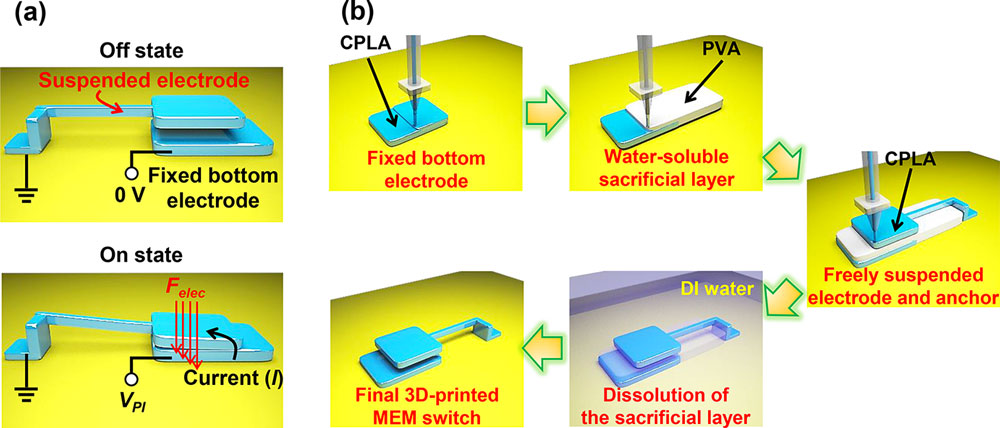 (a)
Off state
Suspended electrode
0 V
Fixed bottom
electrode
On state
Felec
Current (I)
VPI
(b)
CPLA
Fixed bottom
electrode
PVA
Water-soluble
sacrificial layer
CPLA
Freely suspended
electrode and anchor
DI water
Dissolution of
the sacrificial layer
Final 3D-printed
MEM switch